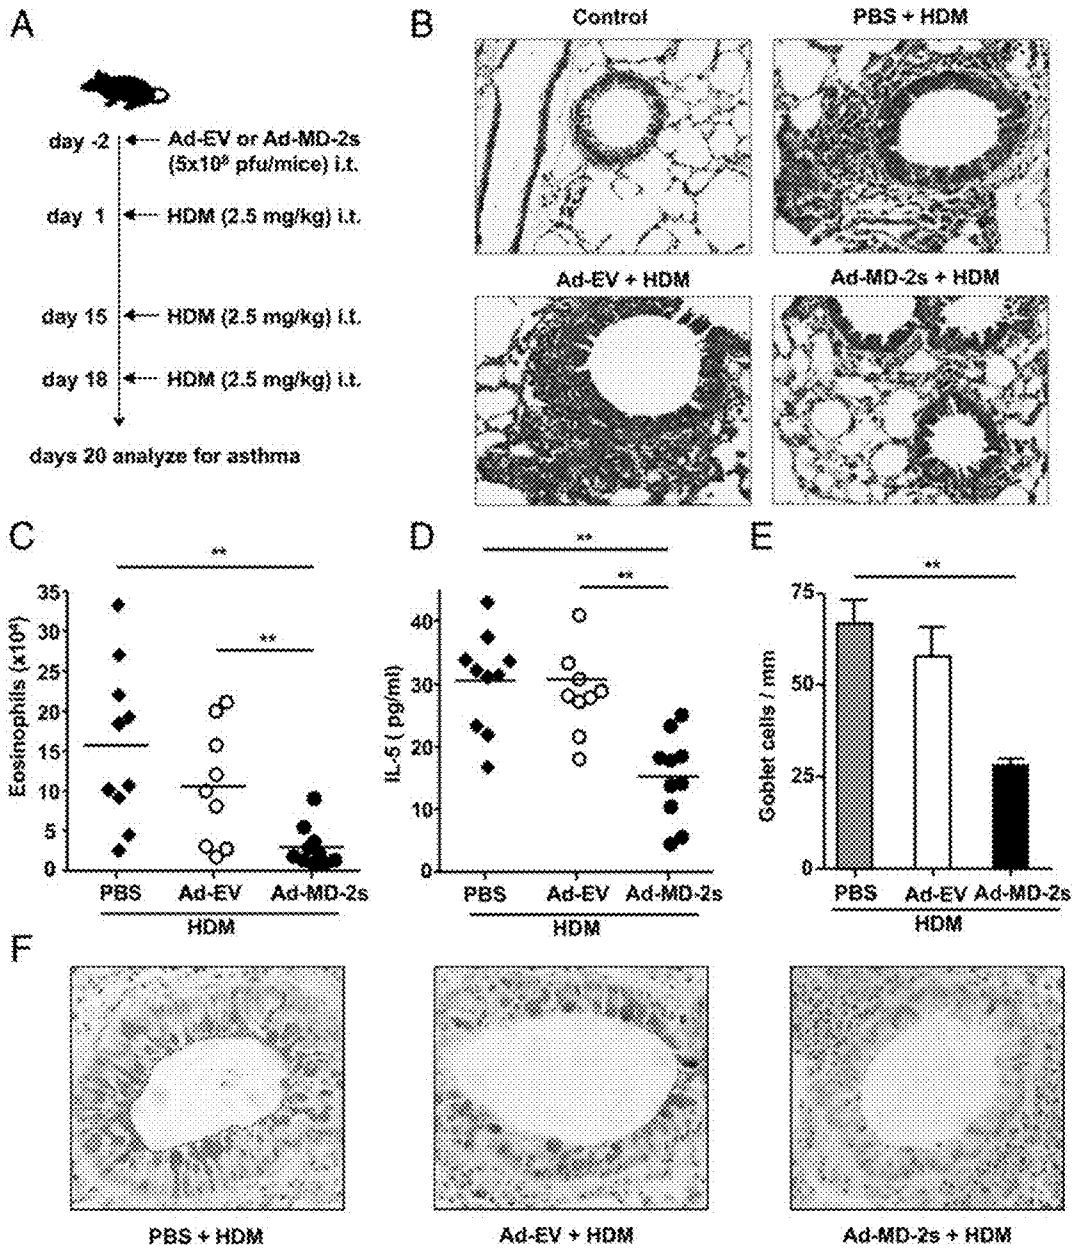 A
day -2
Ad-EV or Ad-MD-2s
(5x10⁸ pfu/mice) i.t.
day 1
HDM (2.5 mg/kg) i.t.
day 15
HDM (2.5 mg/kg) i.t.
day 18
HDM (2.5 mg/kg) i.t.
days 20 analyze for asthma
B
Control
PBS + HDM
Ad-EV + HDM
Ad-MD-2s + HDM
C
**
**
Eosinophils (x10⁴)
35
30
25
20
15
10
5
0
PBS
Ad-EV
Ad-MD-2s
HDM
D
**
**
IL-5 ( pg/ml)
40
30
20
10
0
PBS
Ad-EV
Ad-MD-2s
HDM
E
**
Goblet cells / mm
75
50
25
0
PBS
Ad-EV
Ad-MD-2s
HDM
F
PBS + HDM
Ad-EV + HDM
Ad-MD-2s + HDM